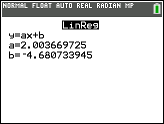 NORMAL FLOAT AUTO REAL RADIAN MP
LinReg
y=ax+b
a=2.003669725
b=-4.680733945